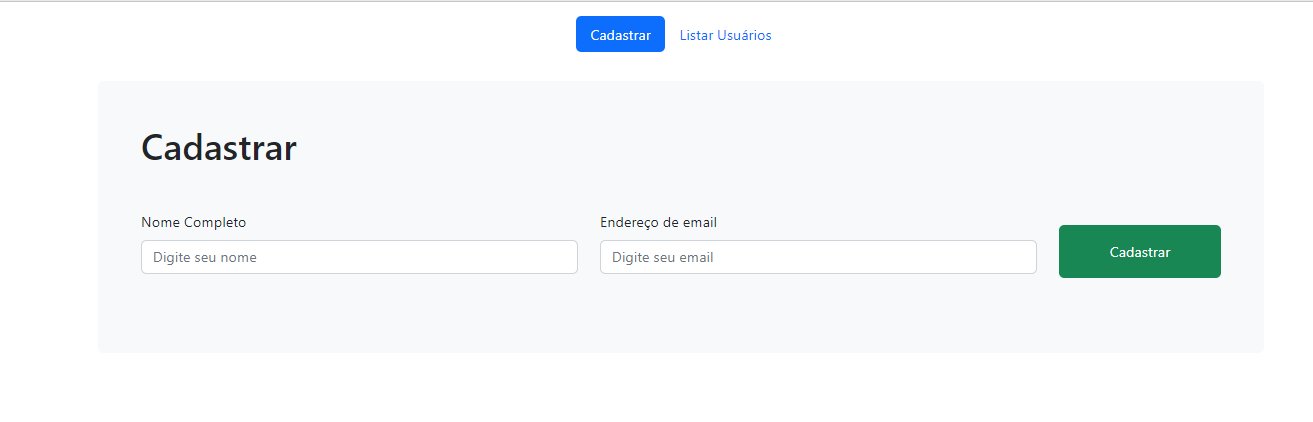 Cadastrar Listar Usuários
Cadastrar
Nome Completo Endereço de email
Digite seu nome Digite seu email Cadastrar